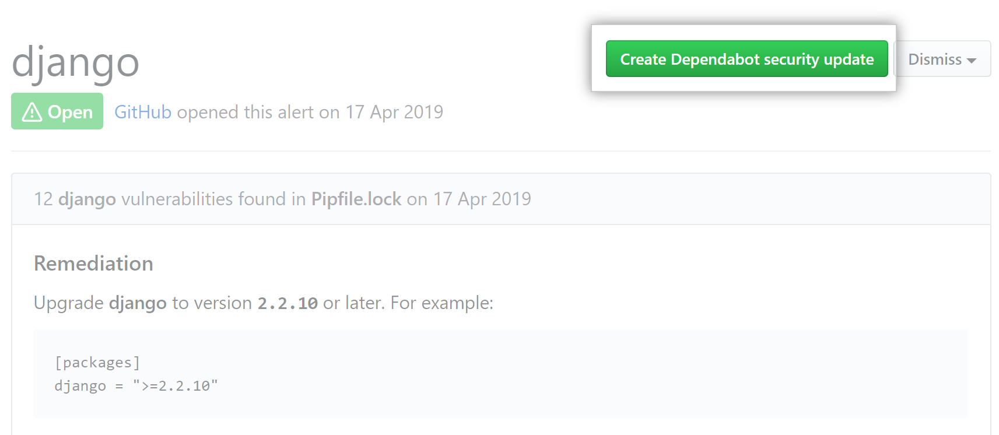 django
Create Dependabot security update
Dismiss
Open
GitHub opened this alert on 17 Apr 2019
12 django vulnerabilities found in Pipfile.lock on 17 Apr 2019
Remediation
Upgrade django to version 2.2.10 or later. For example:
[packages]
django = ">=2.2.10"